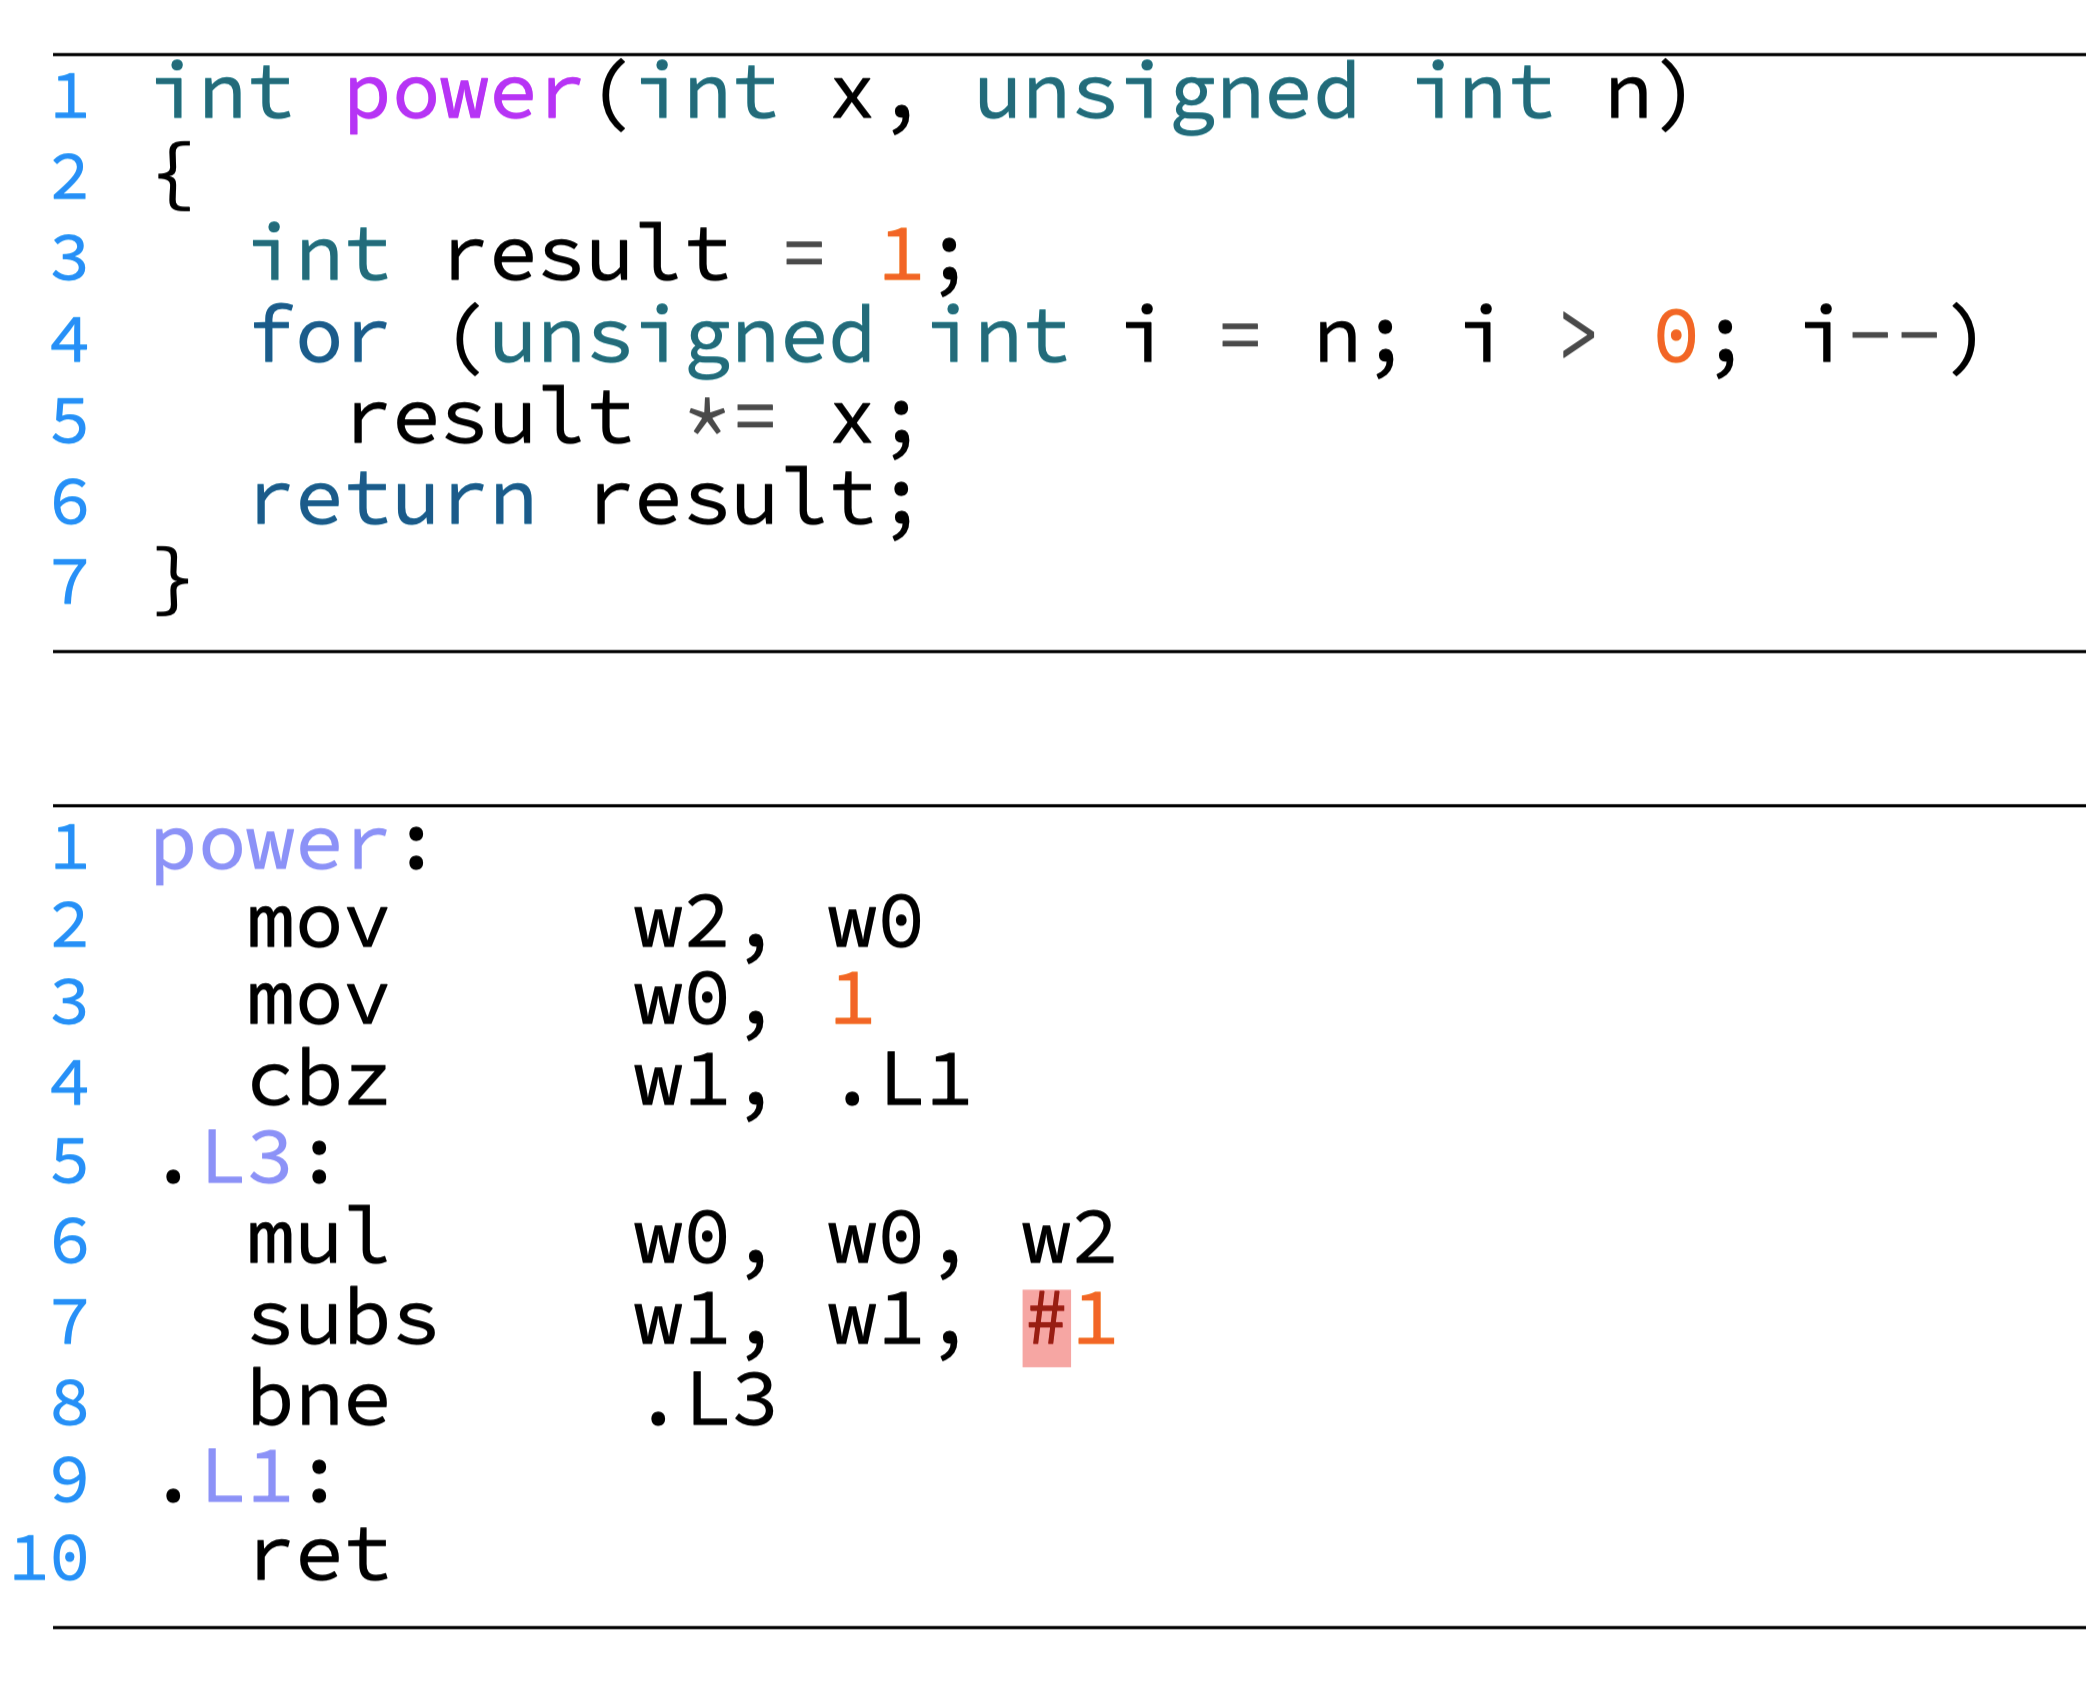 1 int power(int x, unsigned int n)
2 {
3   int result = 1;
4   for (unsigned int i = n; i > 0; i--)
5     result *= x;
6   return result;
7 }
1 power:
2   mov     w2, w0
3   mov     w0, 1
4   cbz     w1, .L1
5 .L3:
6   mul     w0, w0, w2
7   subs    w1, w1, #1
8   bne     .L3
9 .L1:
10   ret